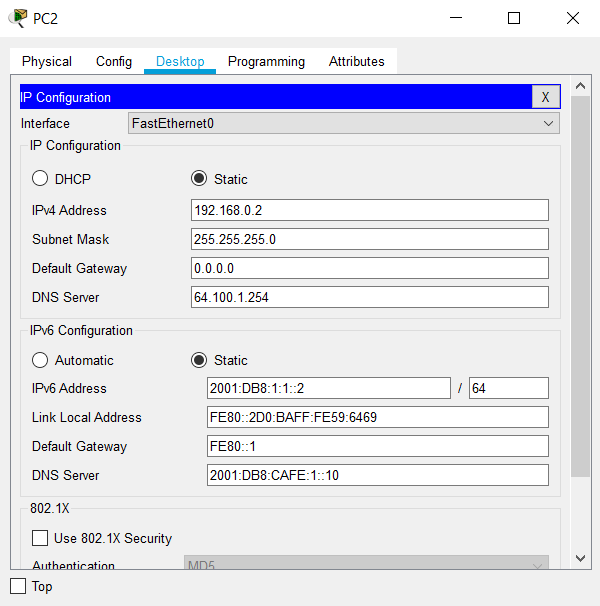 PC2
Physical Config Desktop Programming Attributes
IP Configuration X
Interface FastEthernet0
IP Configuration
DHCP Static
IPv4 Address 192.168.0.2
Subnet Mask 255.255.255.0
Default Gateway 0.0.0.0
DNS Server 64.100.1.254
IPv6 Configuration
Automatic Static
IPv6 Address 2001:DB8:1:1::2 / 64
Link Local Address FE80::2D0:BAFF:FE59:6469
Default Gateway FE80::1
DNS Server 2001:DB8:CAFE:1::10
802.1X
Use 802.1X Security
Authentication MD5
Top